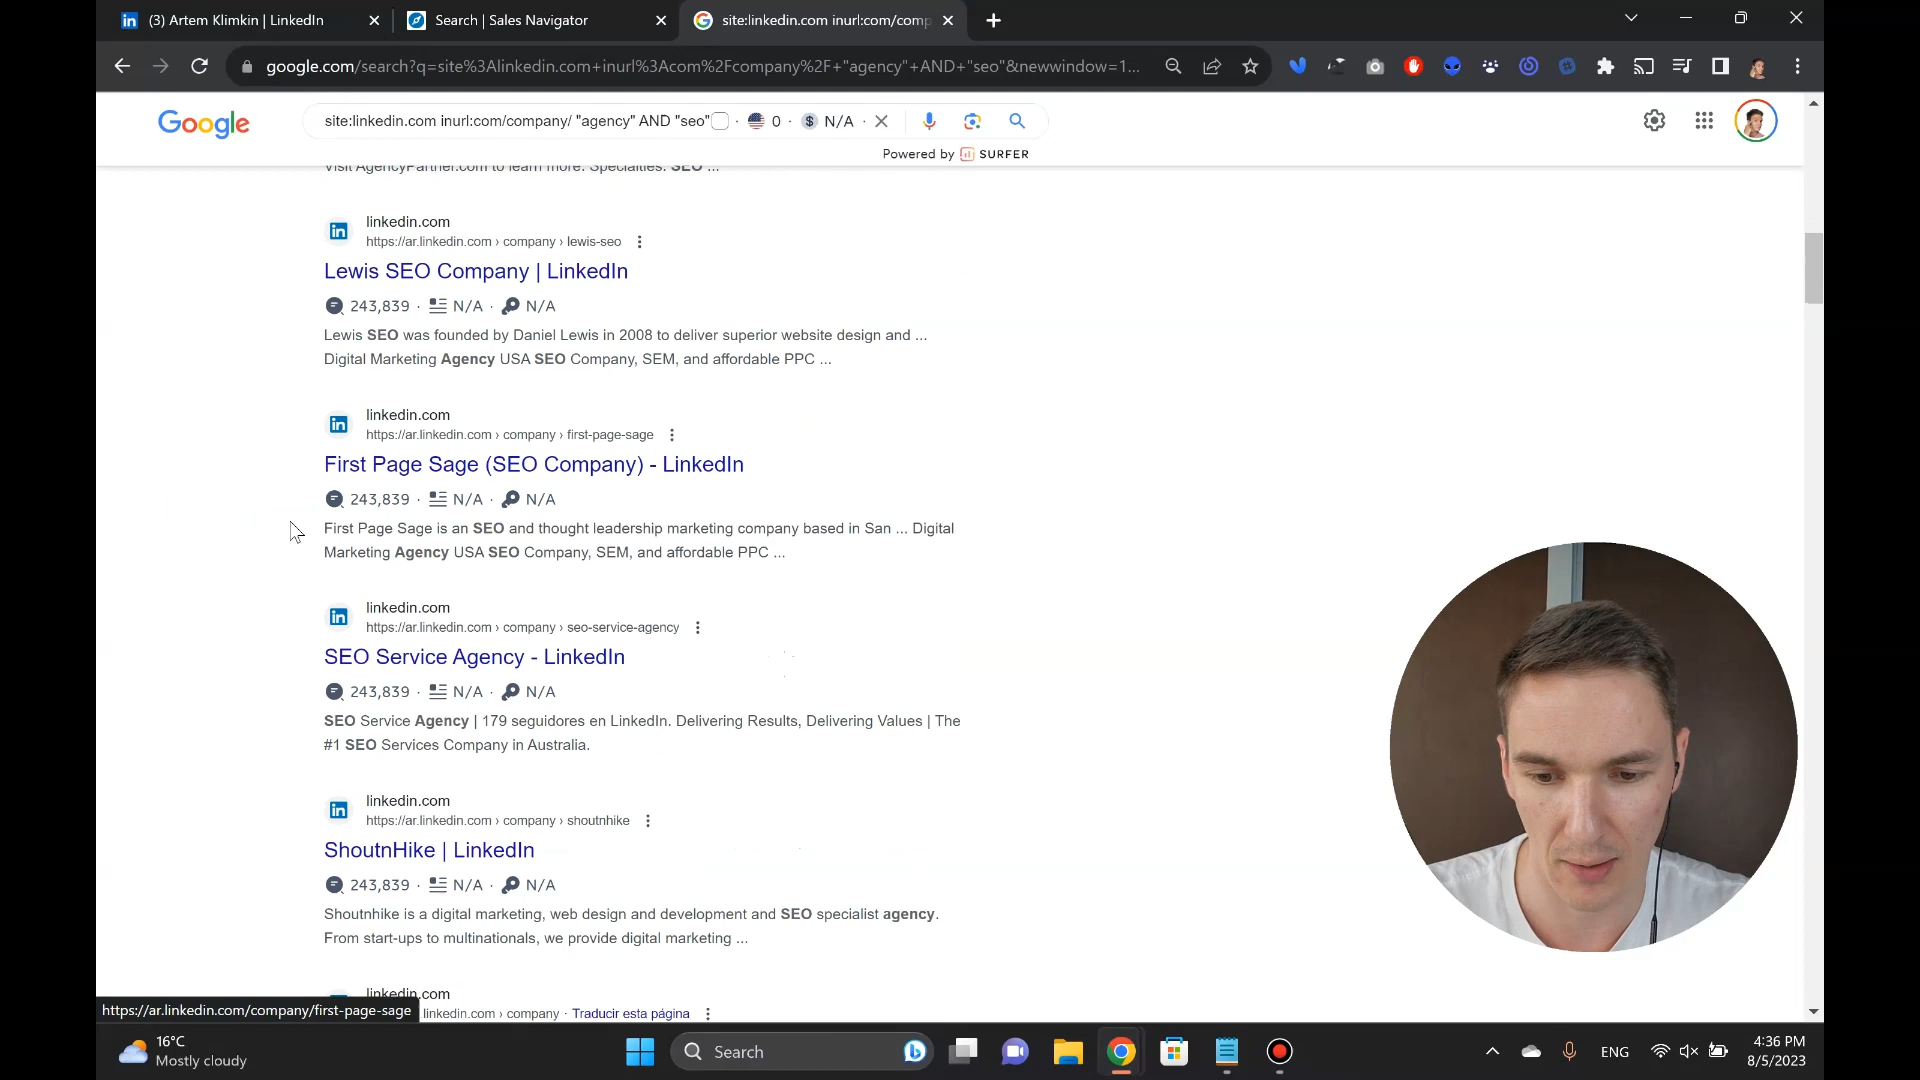 (3) Artem Klimkin | LinkedIn
Search | Sales Navigator
site:linkedin.com inurl:com/comp
google.com/search?q=site%3Alinkedin.com+inurl%3Acom%2Fcompany%2F+"agency"+AND+"seo"&newwindow=1...
Google
site:linkedin.com inurl:com/company/ "agency" AND "seo"
· 0 · $ N/A ·
Powered by SURFER
Visit AgencyPartner.com to learn more. Specialties. SEO ...
linkedin.com
https://ar.linkedin.com › company › lewis-seo
Lewis SEO Company | LinkedIn
243,839 · N/A · N/A
Lewis SEO was founded by Daniel Lewis in 2008 to deliver superior website design and ...
Digital Marketing Agency USA SEO Company, SEM, and affordable PPC ...
linkedin.com
https://ar.linkedin.com › company › first-page-sage
First Page Sage (SEO Company) - LinkedIn
243,839 · N/A · N/A
First Page Sage is an SEO and thought leadership marketing company based in San ... Digital
Marketing Agency USA SEO Company, SEM, and affordable PPC ...
linkedin.com
https://ar.linkedin.com › company › seo-service-agency
SEO Service Agency - LinkedIn
243,839 · N/A · N/A
SEO Service Agency | 179 seguidores en LinkedIn. Delivering Results, Delivering Values | The
#1 SEO Services Company in Australia.
linkedin.com
https://ar.linkedin.com › company › shoutnhike
ShoutnHike | LinkedIn
243,839 · N/A · N/A
Shoutnhike is a digital marketing, web design and development and SEO specialist agency.
From start-ups to multinationals, we provide digital marketing ...
linkedin.com
linkedin.com › company · Traducir esta página
https://ar.linkedin.com/company/first-page-sage
16°C
Mostly cloudy
Search
ENG
4:36 PM
8/5/2023